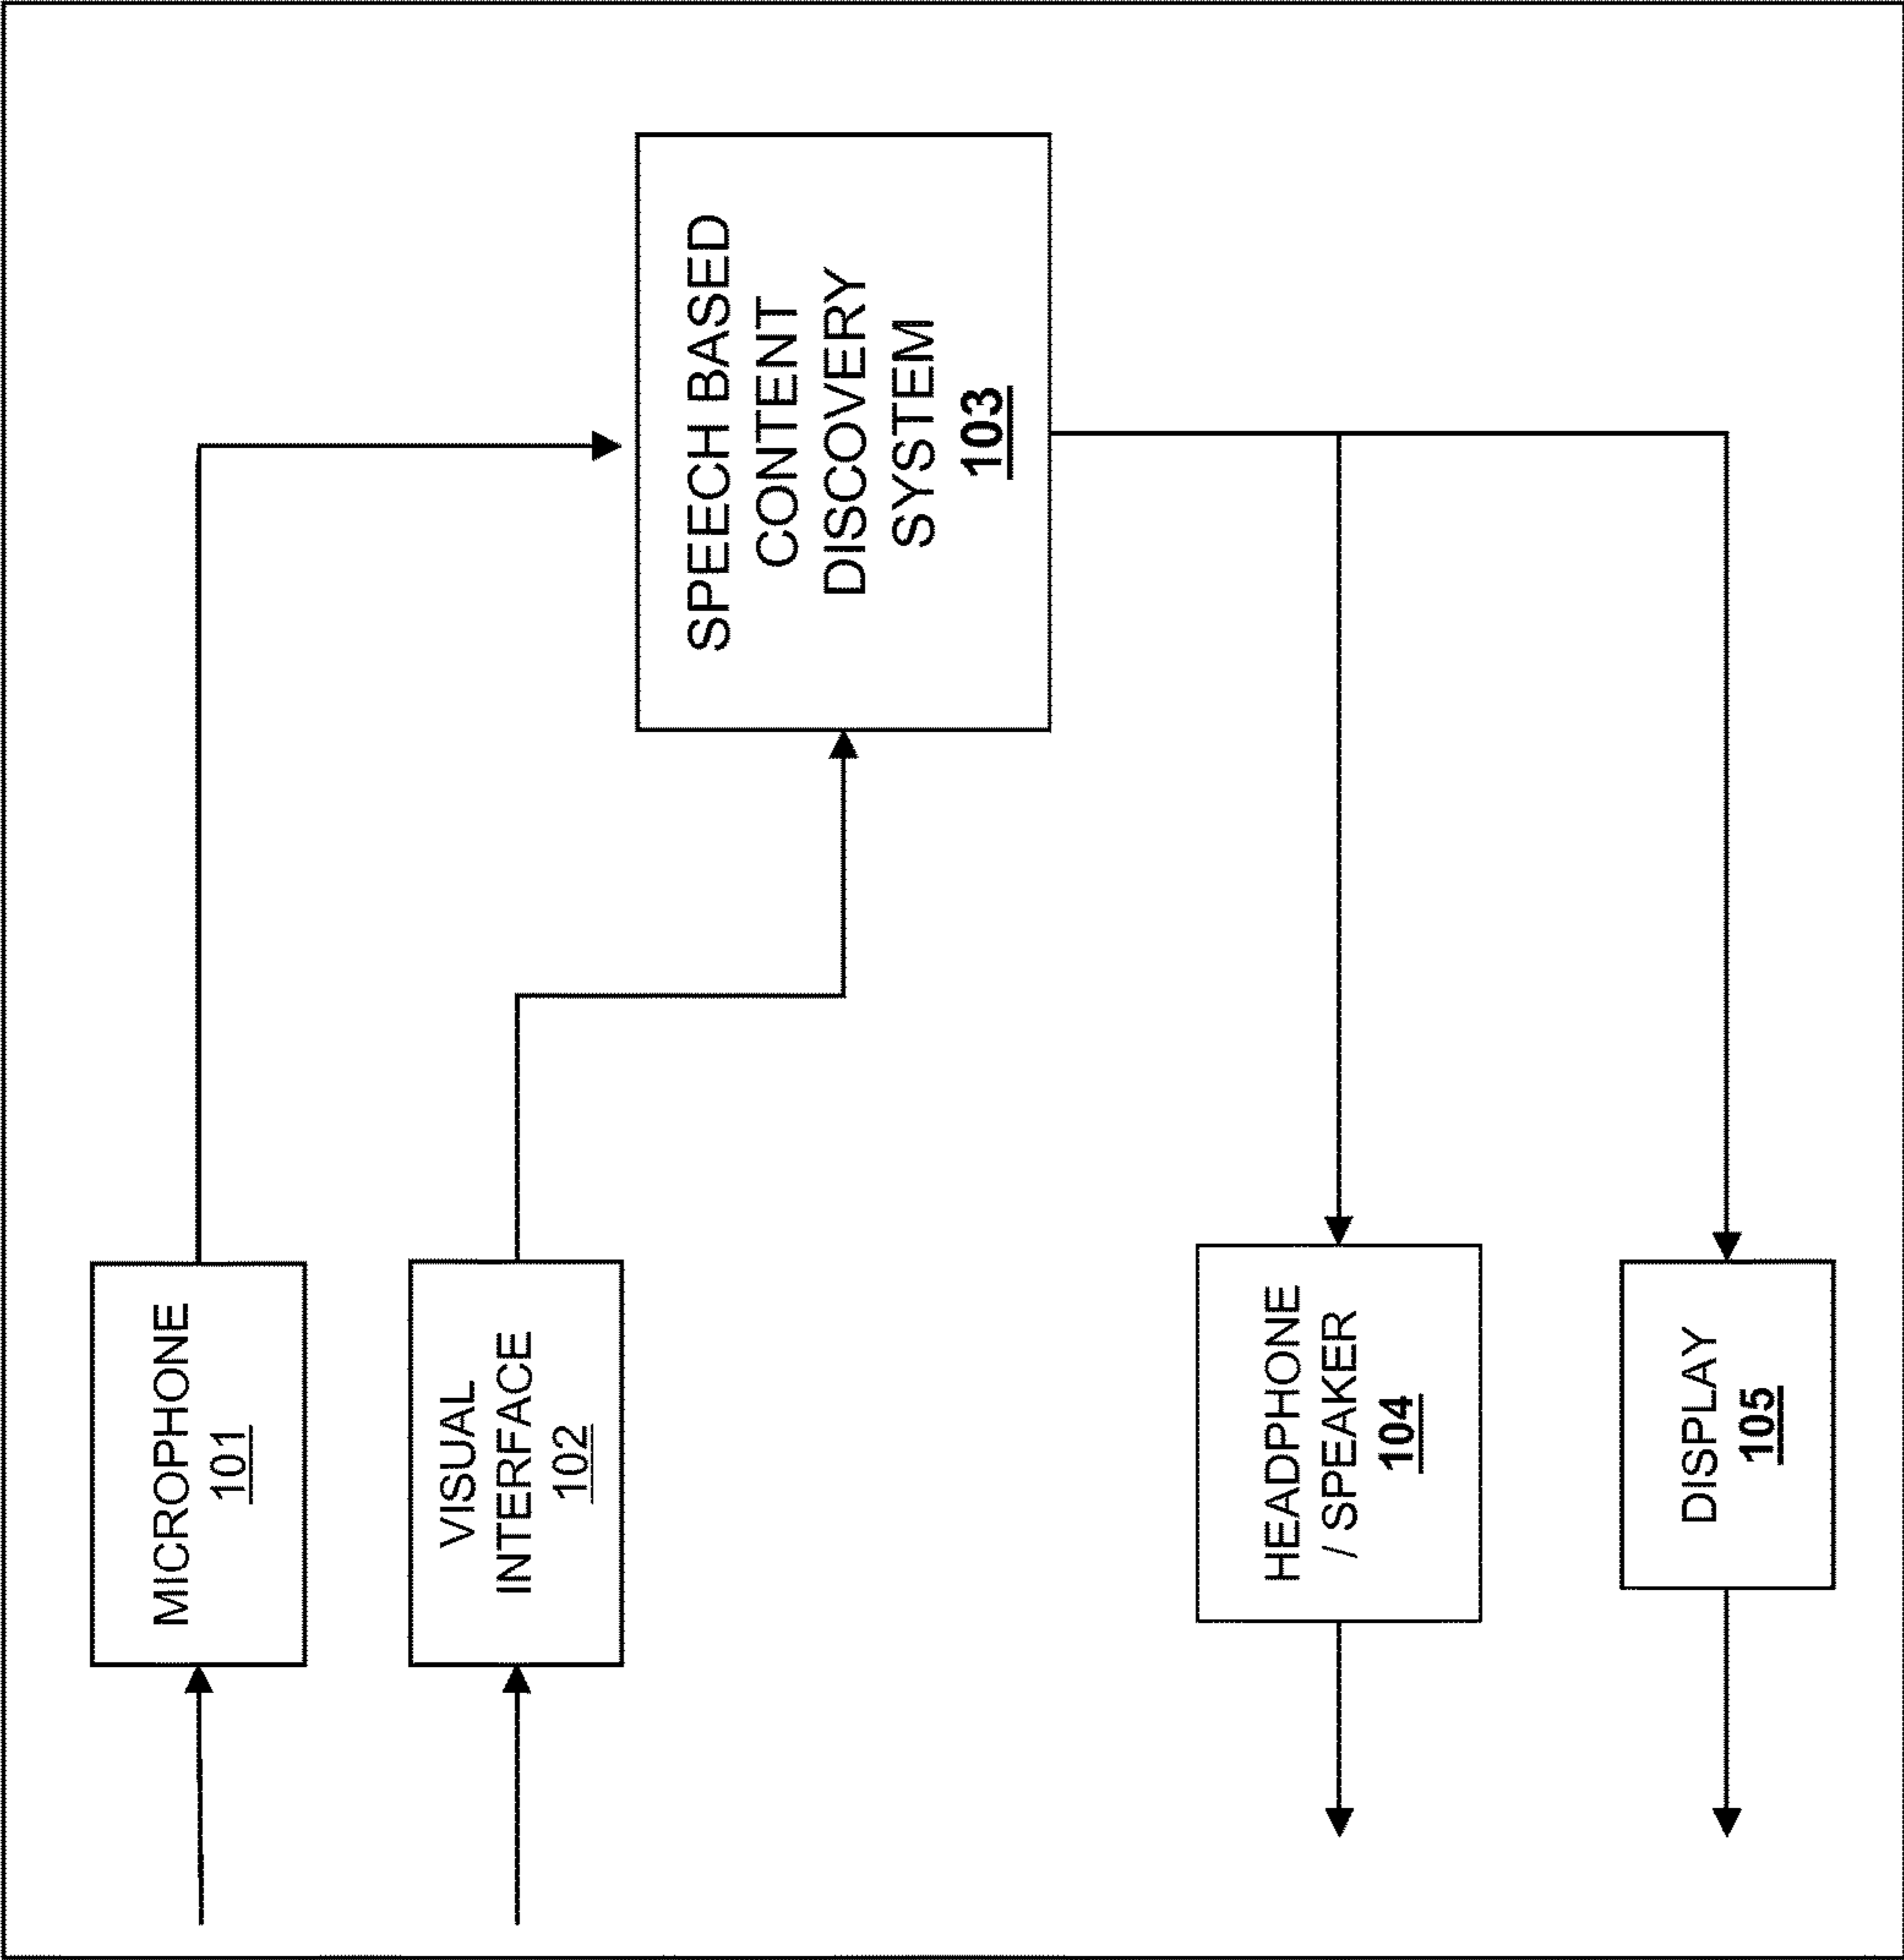 MICROPHONE
101
VISUAL
INTERFACE
102
SPEECH BASED
CONTENT
DISCOVERY
SYSTEM
103
HEADPHONE
/ SPEAKER
104
DISPLAY
105